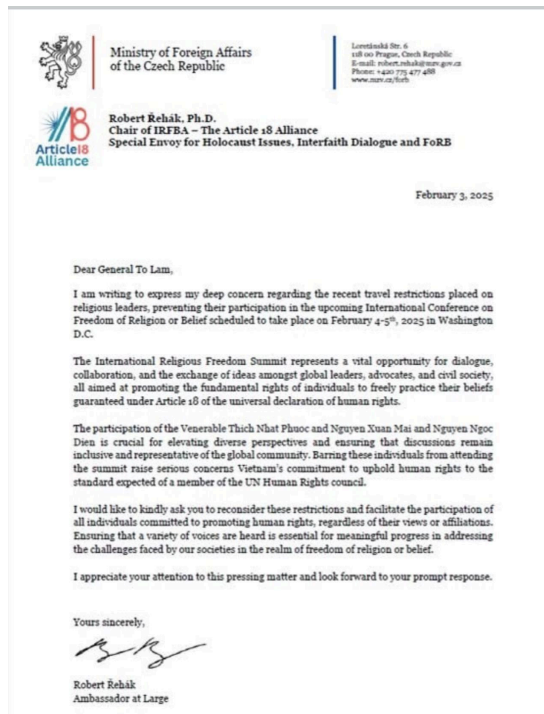 Ministry of Foreign Affairs
of the Czech Republic
Loretánská Str. 6
118 00 Prague, Czech Republic
E-mail: robert.rehak@mzv.gov.cz
Phone: +420 775 477 488
www.mzv.cz/forb
Article18
Alliance
Robert Řehák, Ph.D.
Chair of IRFBA – The Article 18 Alliance
Special Envoy for Holocaust Issues, Interfaith Dialogue and FoRB
February 3, 2025
Dear General To Lam,
I am writing to express my deep concern regarding the recent travel restrictions placed on
religious leaders, preventing their participation in the upcoming International Conference on
Freedom of Religion or Belief scheduled to take place on February 4-5th, 2025 in Washington
D.C.
The International Religious Freedom Summit represents a vital opportunity for dialogue,
collaboration, and the exchange of ideas amongst global leaders, advocates, and civil society,
all aimed at promoting the fundamental rights of individuals to freely practice their beliefs
guaranteed under Article 18 of the universal declaration of human rights.
The participation of the Venerable Thich Nhat Phuoc and Nguyen Xuan Mai and Nguyen Ngoc
Dien is crucial for elevating diverse perspectives and ensuring that discussions remain
inclusive and representative of the global community. Barring these individuals from attending
the summit raise serious concerns Vietnam's commitment to uphold human rights to the
standard expected of a member of the UN Human Rights council.
I would like to kindly ask you to reconsider these restrictions and facilitate the participation of
all individuals committed to promoting human rights, regardless of their views or affiliations.
Ensuring that a variety of voices are heard is essential for meaningful progress in addressing
the challenges faced by our societies in the realm of freedom of religion or belief.
I appreciate your attention to this pressing matter and look forward to your prompt response.
Yours sincerely,
Robert Řehák
Ambassador at Large